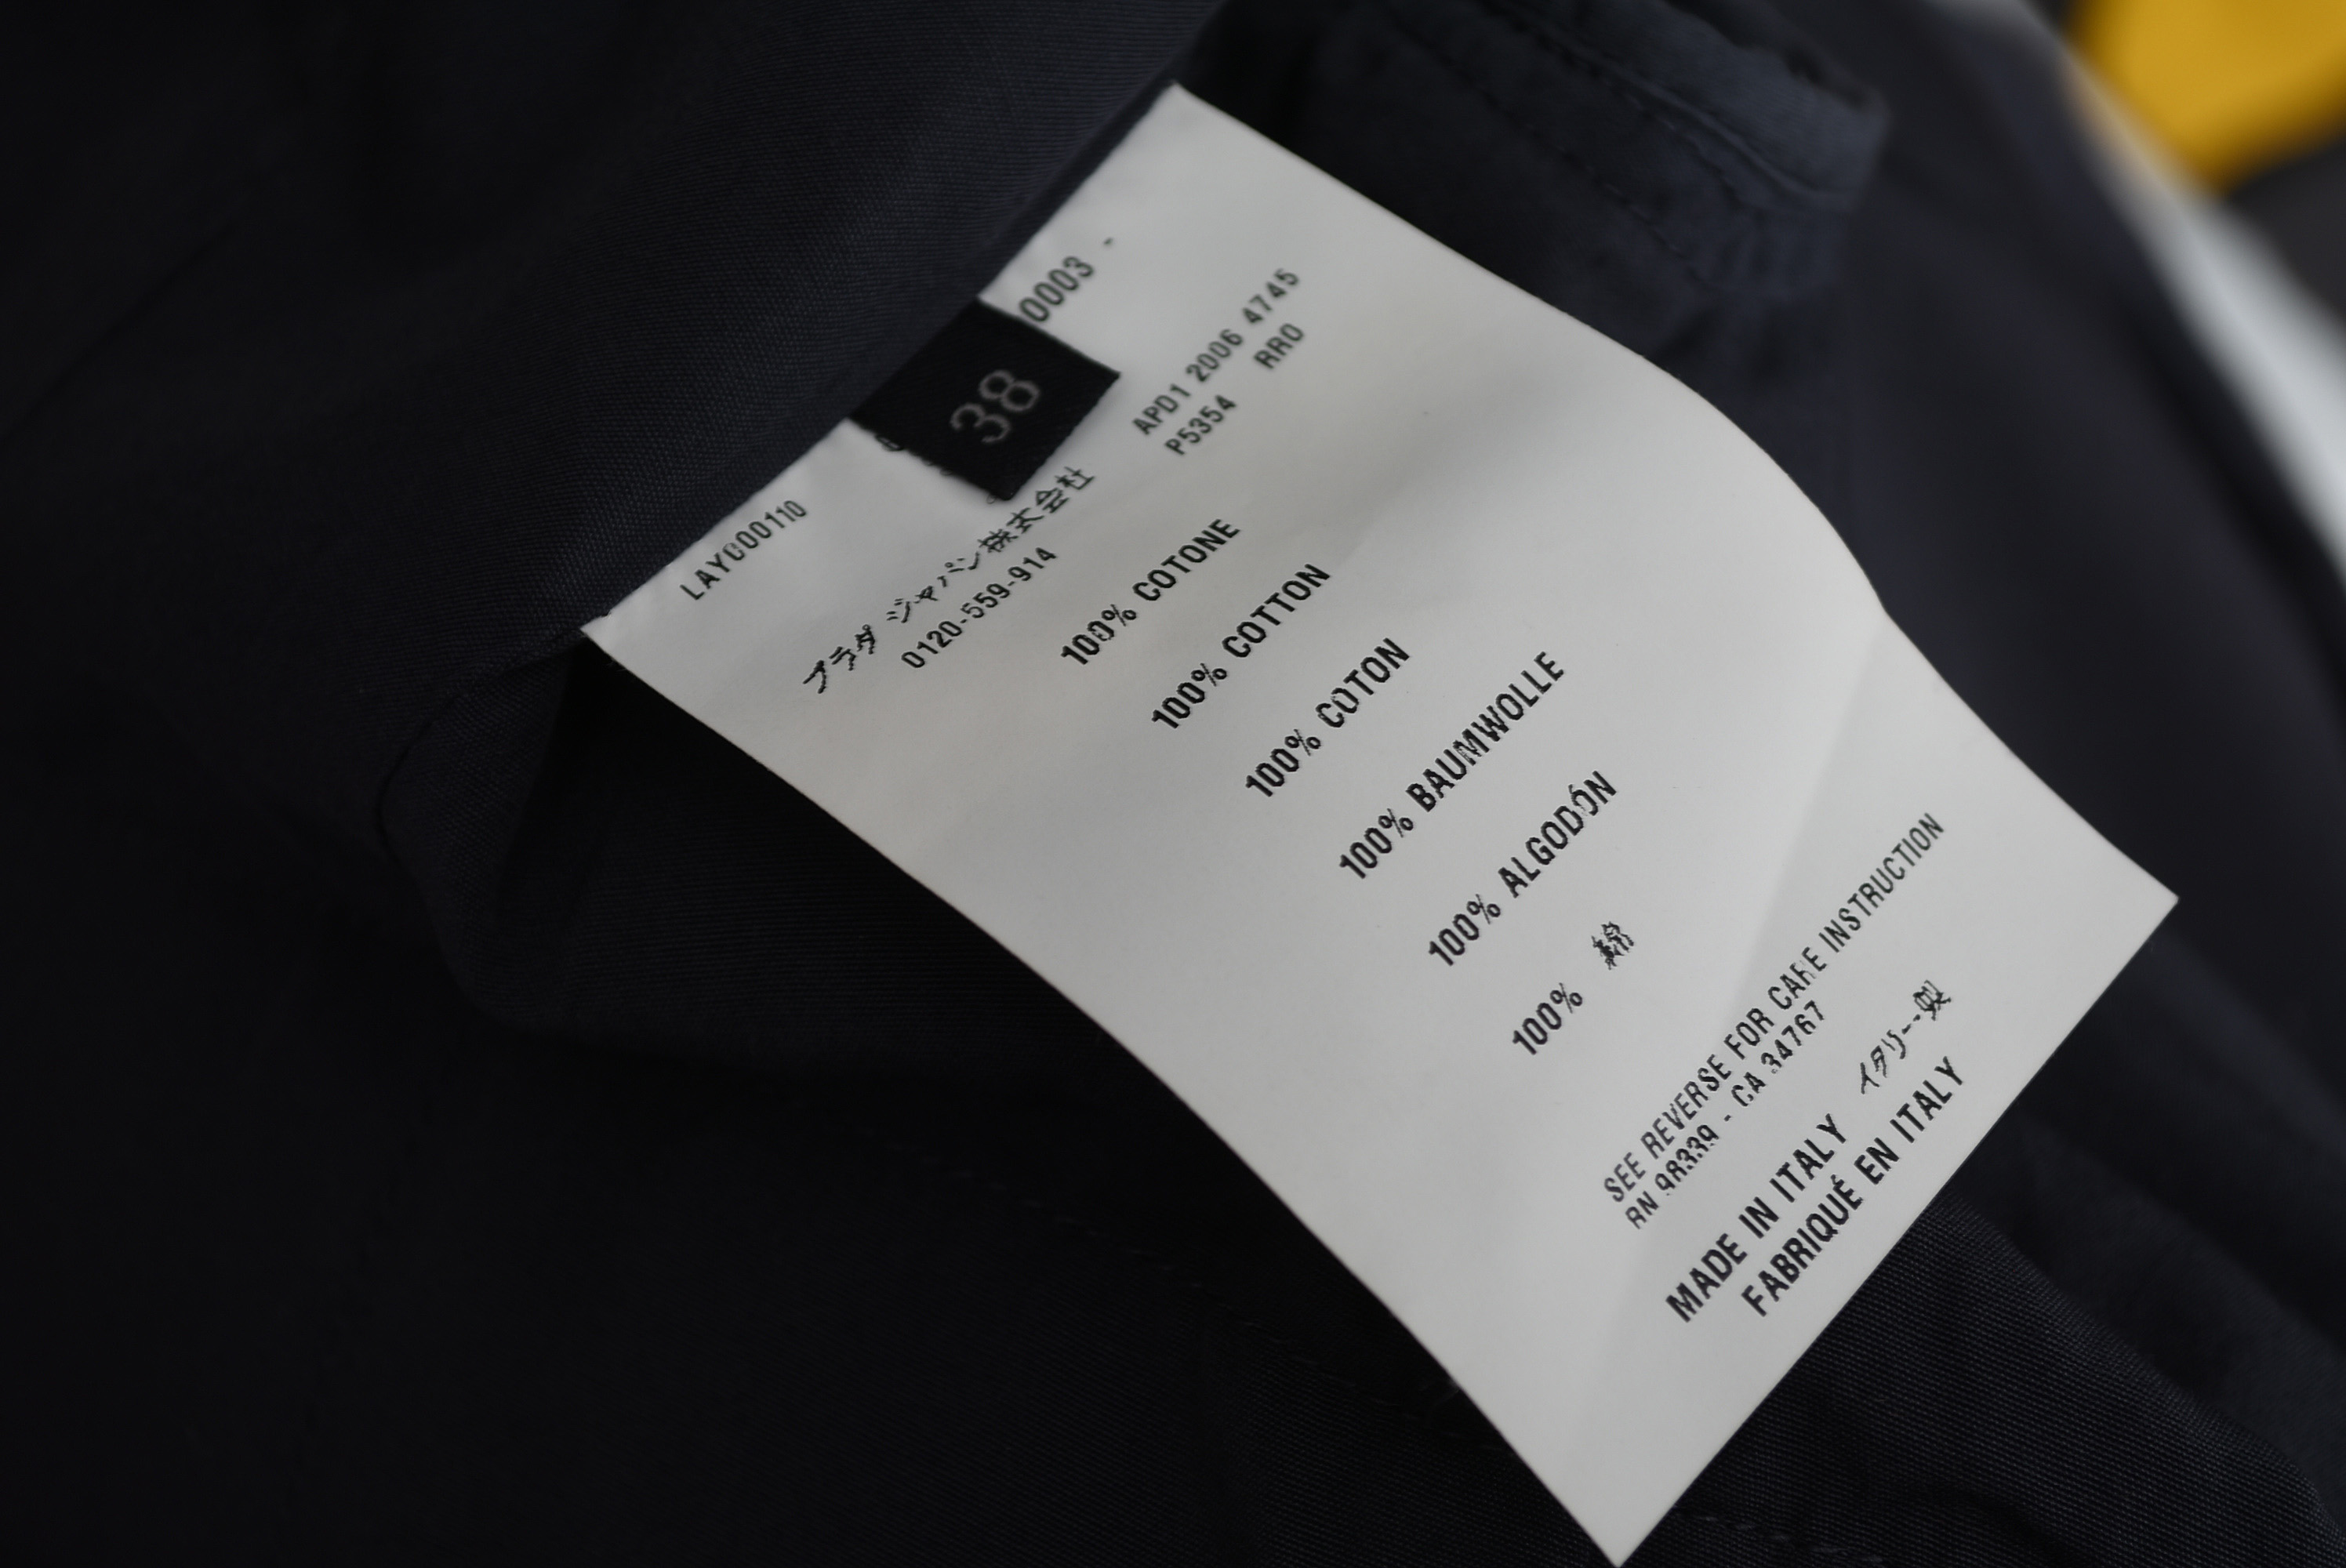 0003 -
38
LAY000110
APD1 2006 4745
P5354 RR0
プラダ ジャパン株式会社
0120-559-914
100% COTONE
100% COTTON
100% COTON
100% BAUMWOLLE
100% ALGODÓN
100% 綿
SEE REVERSE FOR CARE INSTRUCTION
RN 98339 - CA 34767
MADE IN ITALY イタリー製
FABRIQUÉ EN ITALY